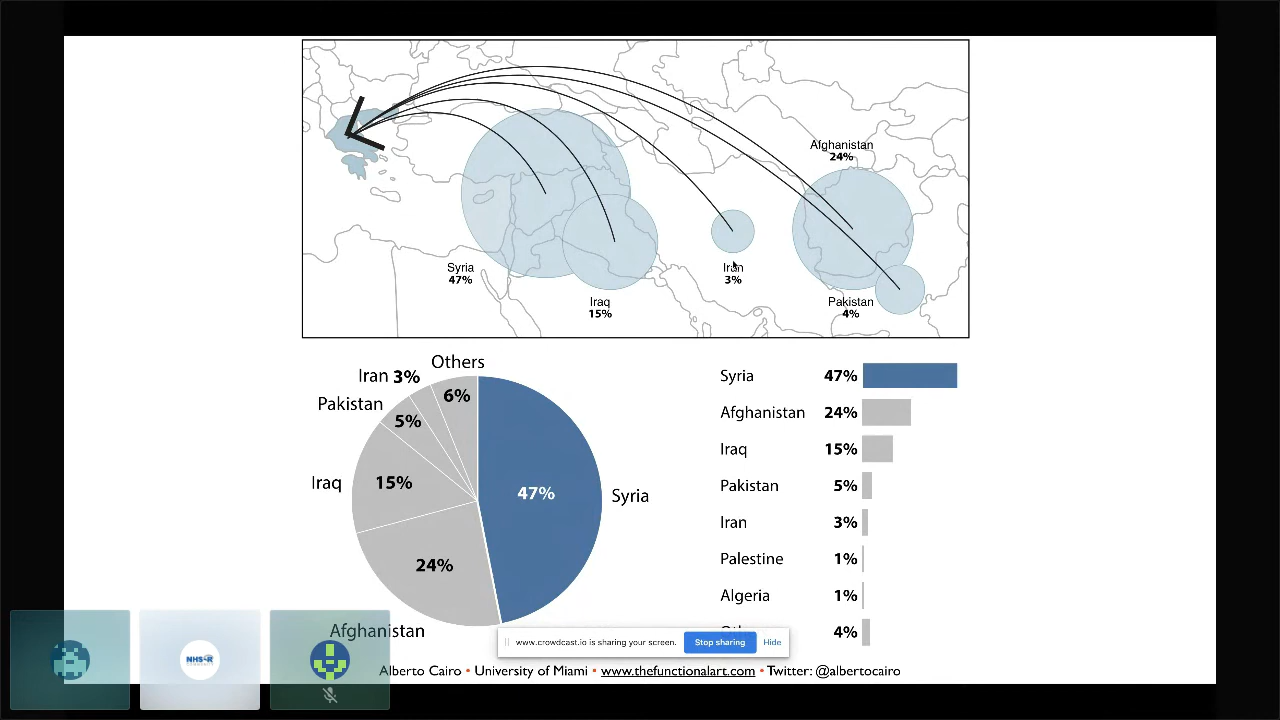 Afghanistan
24%
Syria
47%
Iraq
15%
Iran
3%
Pakistan
4%
Others
Iran 3%
6%
Pakistan
5%
Iraq
15%
47%
Syria
24%
Afghanistan
Syria 47%
Afghanistan 24%
Iraq 15%
Pakistan 5%
Iran 3%
Palestine 1%
Algeria 1%
4%
www.crowdcast.io is sharing your screen. Stop sharing Hide
NHS-R
Alberto Cairo • University of Miami • www.thefunctionalart.com • Twitter: @albertocairo